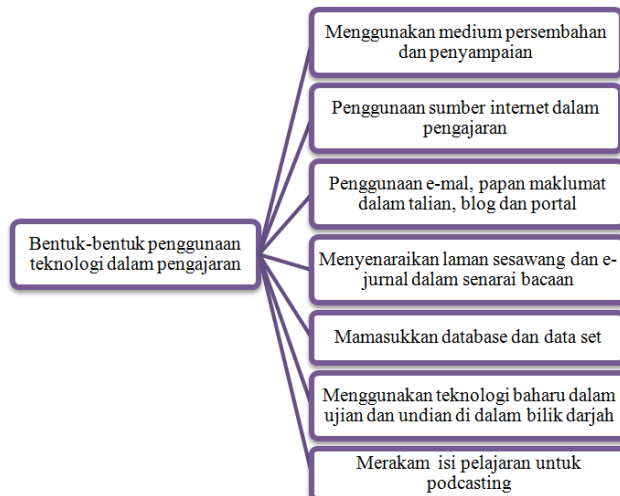 Menggunakan medium persembahan
dan penyampaian
Penggunaan sumber internet dalam
pengajaran
Penggunaan e-mal, papan maklumat
dalam talian, blog dan portal
Bentuk-bentuk penggunaan
teknologi dalam pengajaran
Menyenaraikan laman sesawang dan e-
jurnal dalam senarai bacaan
Mamasukkan database dan data set
Menggunakan teknologi baharu dalam
ujian dan undian di dalam bilik darjah
Merakam isi pelajaran untuk
podcasting